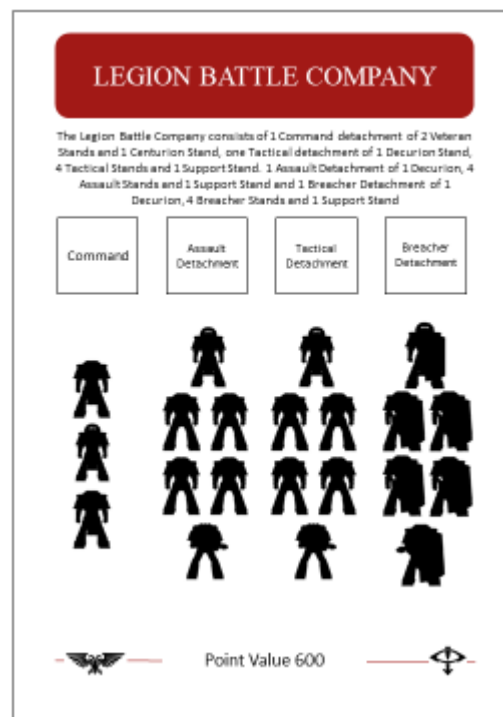 LEGION BATTLE COMPANY
The Legion Battle Company consists of 1 Command detachment of 2 Veteran
Stands and 1 Centurion Stand, one Tactical detachment of 1 Decurion Stand,
4 Tactical Stands and 1 Support Stand. 1 Assault Detachment of 1 Decurion, 4
Assault Stands and 1 Support Stand and 1 Breacher Detachment of 1
Decurion, 4 Breacher Stands and 1 Support Stand
Command
Assault
Detachment
Tactical
Detachment
Breacher
Detachment
Point Value 600